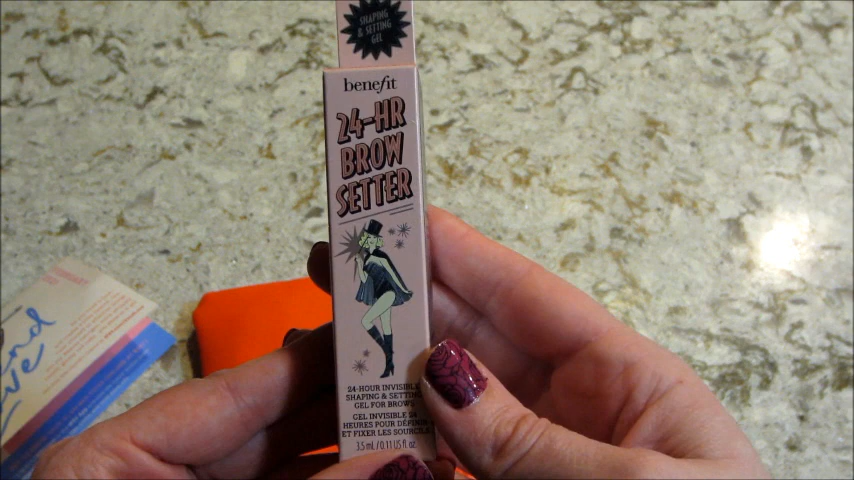 SHAPING
& SETTING
GEL
benefit
24-HR
BROW
SETTER
24-HOUR INVISIBLE
SHAPING & SETTING
GEL FOR BROWS
GEL INVISIBLE 24
HEURES POUR DÉFINIR
ET FIXER LES SOURCILS
3.5 mL / 0.11 US fl. oz.